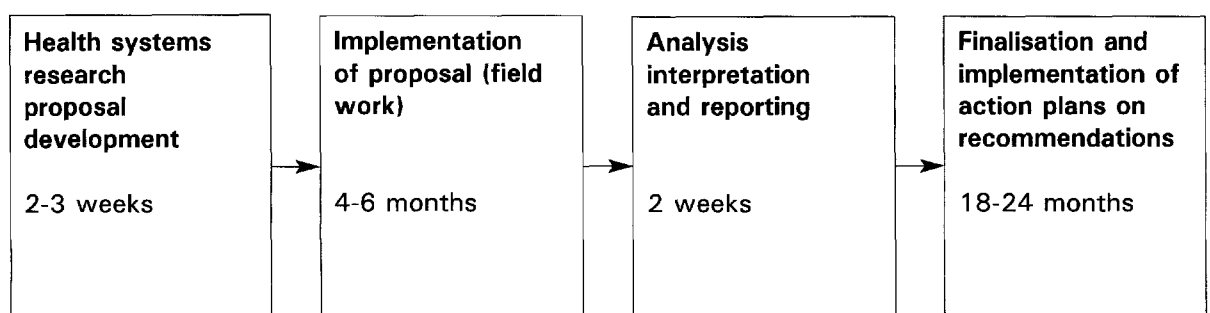 Health systems
research
proposal
development
2-3 weeks
Implementation
of proposal (field
work)
4-6 months
Analysis
interpretation
and reporting
2 weeks
Finalisation and
implementation of
action plans on
recommendations
18-24 months